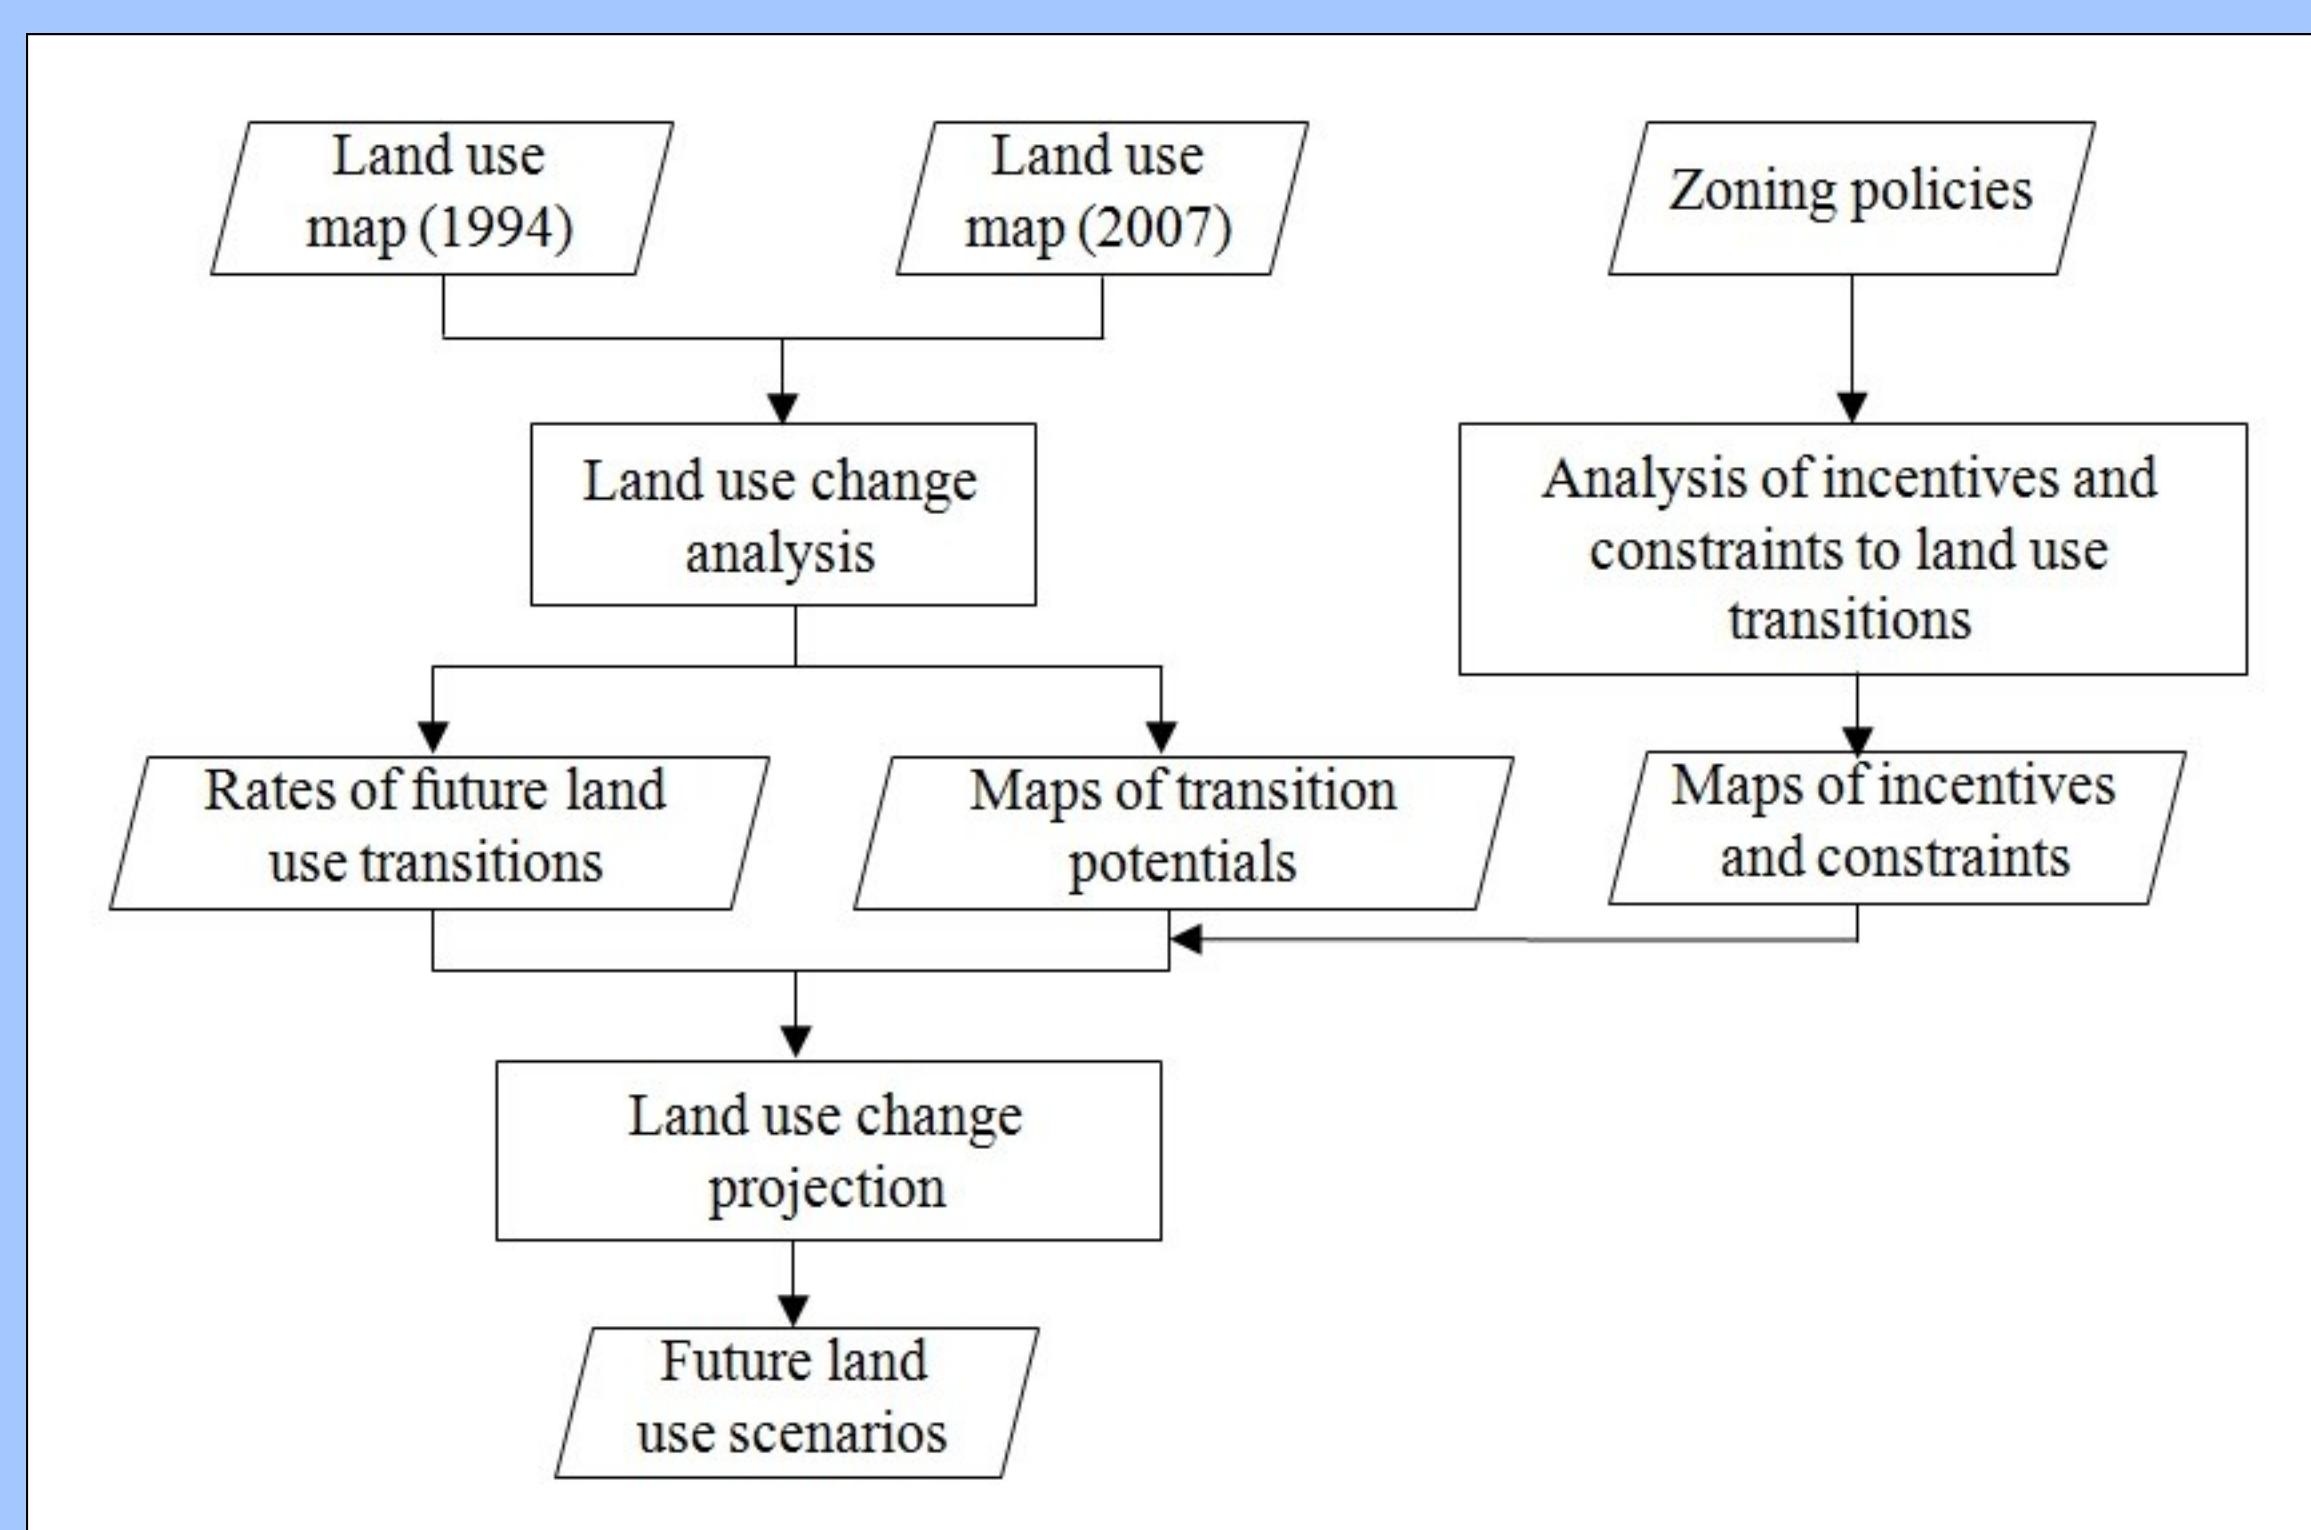 Land use
map (1994)
Land use
map (2007)
Zoning policies
Land use change
analysis
Analysis of incentives and
constraints to land use
transitions
Rates of future land
use transitions
Maps of transition
potentials
Maps of incentives
and constraints
Land use change
projection
Future land
use scenarios